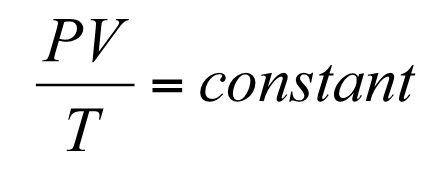 PV
T = constant